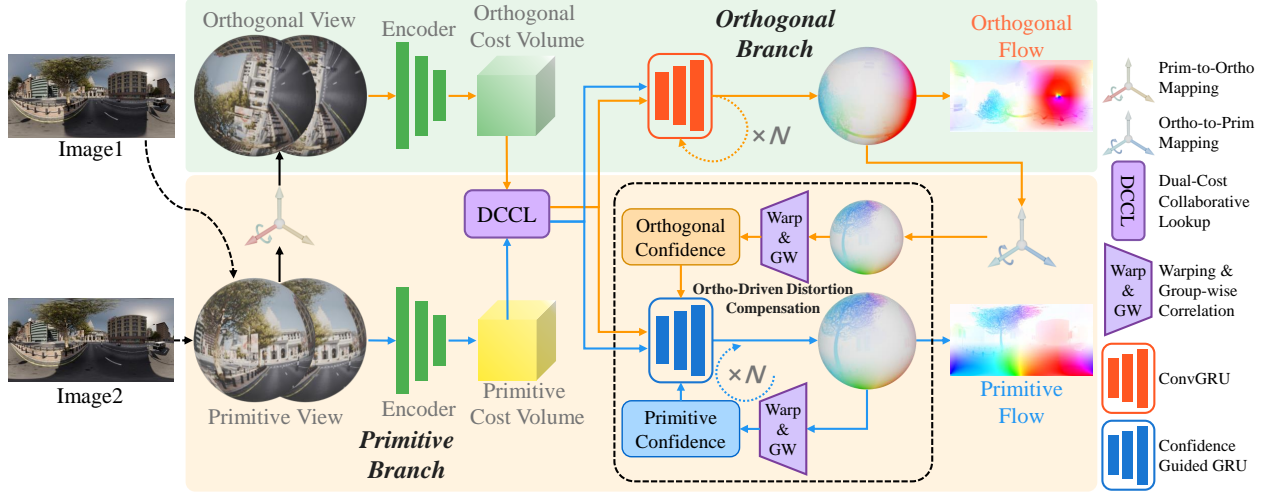 Image1
Image2
Orthogonal View
Encoder
Orthogonal
Cost Volume
Orthogonal
Branch
× N
Orthogonal
Flow
DCCL
Orthogonal
Confidence
Warp
&
GW
Ortho-Driven Distortion
Compensation
× N
Primitive
Confidence
Warp
&
GW
Primitive View
Encoder
Primitive
Cost Volume
Primitive
Branch
Primitive
Flow
Prim-to-Ortho
Mapping
Ortho-to-Prim
Mapping
DCCL
Dual-Cost
Collaborative
Lookup
Warp
&
GW
Warping &
Group-wise
Correlation
ConvGRU
Confidence
Guided GRU